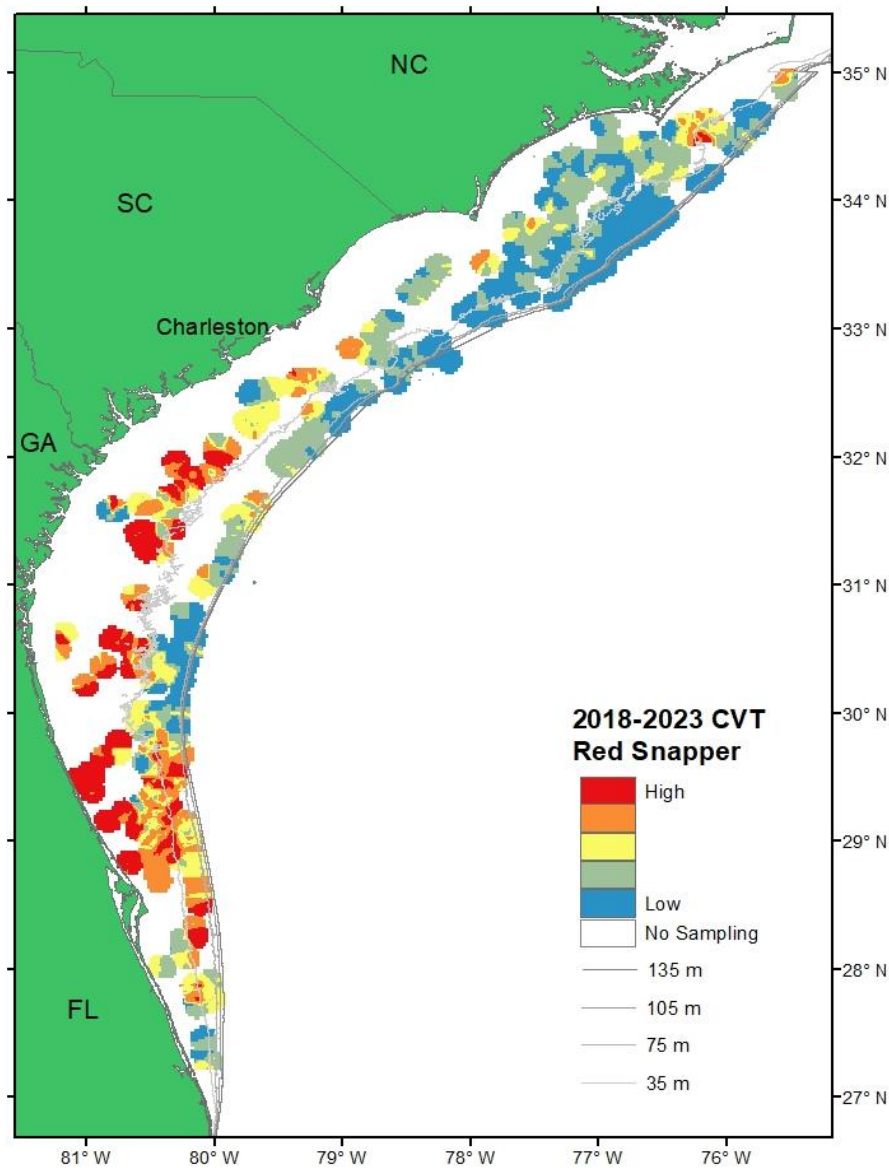 NC
35° N
SC
34° N
Charleston
33° N
GA
32° N
31° N
30° N
2018-2023 CVT
Red Snapper
High
Low
No Sampling
135 m
105 m
75 m
35 m
29° N
28° N
FL
27° N
81° W 80° W 79° W 78° W 77° W 76° W